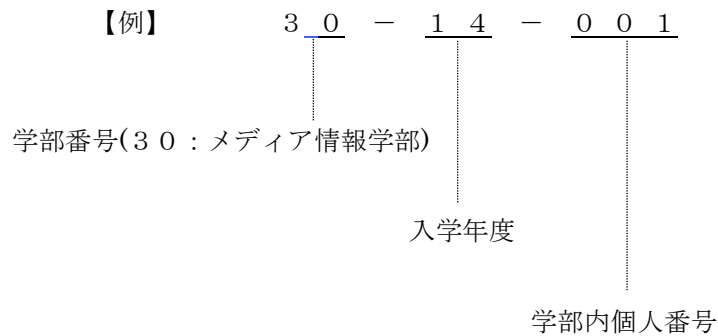 【例】 ３０ － １４ － ００１
学部番号(３０：メディア情報学部)
入学年度
学部内個人番号